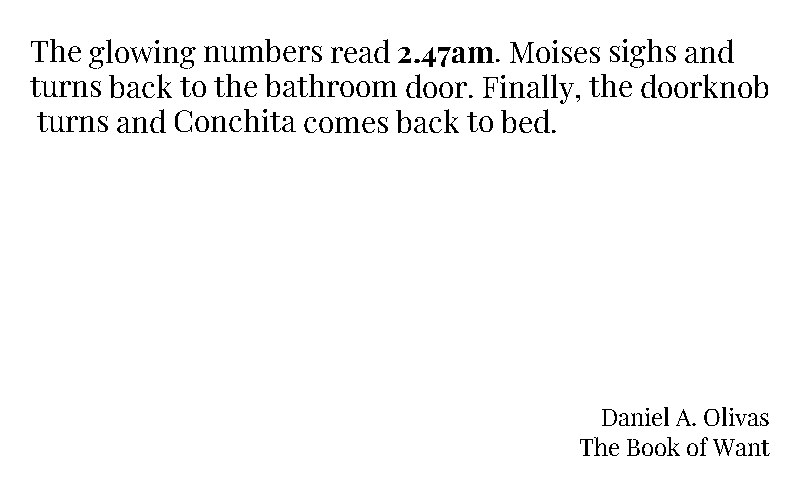 The glowing numbers read 2.47am. Moises sighs and
turns back to the bathroom door. Finally, the doorknob
turns and Conchita comes back to bed.
Daniel A. Olivas
The Book of Want